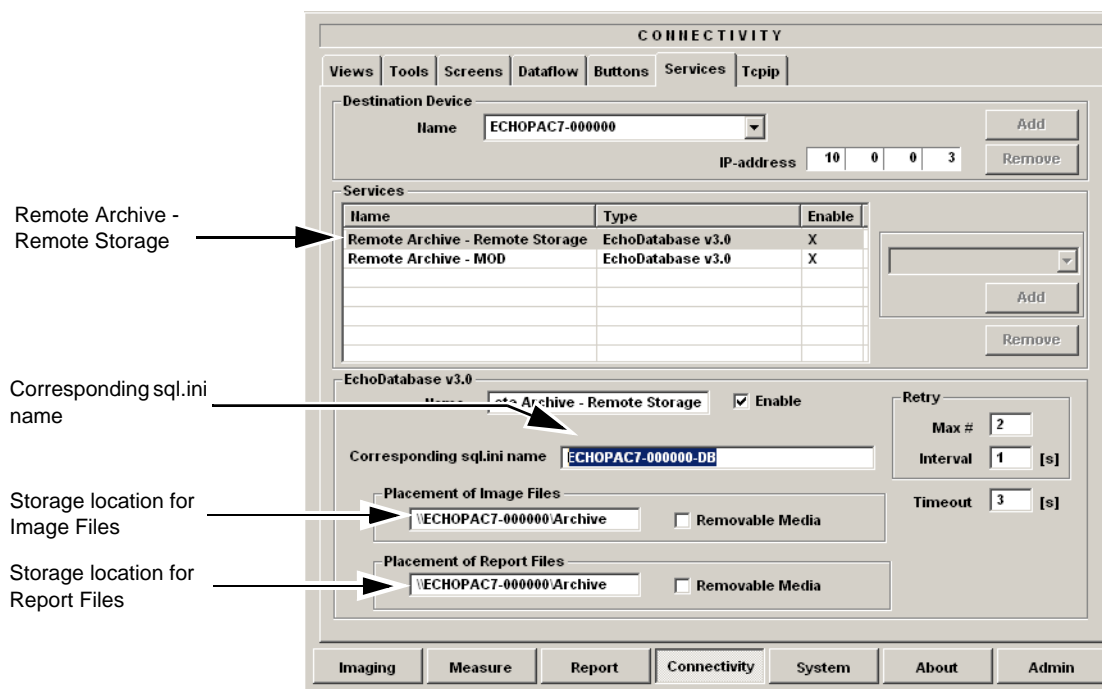 CONNECTIVITY
Views Tools Screens Dataflow Buttons Services Tcpip
Destination Device
Name ECHOPAC7-000000 Add
IP-address 10 0 0 3 Remove
Services
Name Type Enable
Remote Archive - Remote Storage EchoDatabase v3.0 X
Remote Archive - MOD EchoDatabase v3.0 X
Add
Remove
Remote Archive -
Remote Storage
EchoDatabase v3.0
Name ote Archive - Remote Storage Enable
Retry
Max # 2
Corresponding sql.ini name ECHOPAC7-000000-DB Interval 1 [s]
Corresponding sql.ini
name
Placement of Image Files
\\ECHOPAC7-000000\Archive Removable Media
Timeout 3 [s]
Storage location for
Image Files
Placement of Report Files
\\ECHOPAC7-000000\Archive Removable Media
Storage location for
Report Files
Imaging Measure Report Connectivity System About Admin